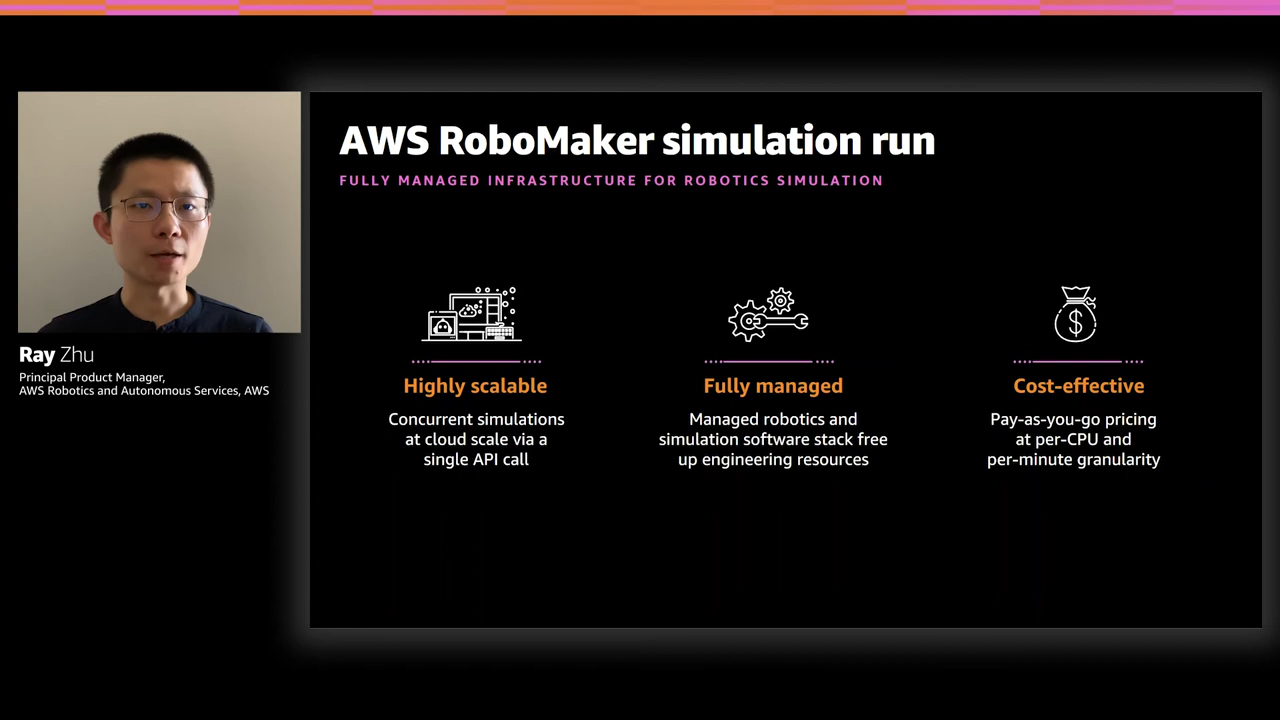 AWS RoboMaker simulation run
FULLY MANAGED INFRASTRUCTURE FOR ROBOTICS SIMULATION
Ray Zhu
Principal Product Manager,
AWS Robotics and Autonomous Services, AWS
$
Highly scalable
Concurrent simulations
at cloud scale via a
single API call
Fully managed
Managed robotics and
simulation software stack free
up engineering resources
Cost-effective
Pay-as-you-go pricing
at per-CPU and
per-minute granularity